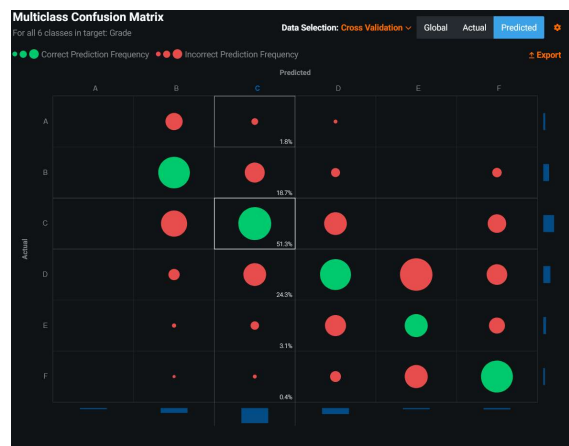 Multiclass Confusion Matrix
For all 6 classes in target: Grade
Data Selection: Cross Validation
Global Actual Predicted
Correct Prediction Frequency Incorrect Prediction Frequency
Export
Predicted
A B C D E F
Actual
A
1.8%
B
18.7%
C
51.3%
D
24.3%
E
3.1%
F
0.4%